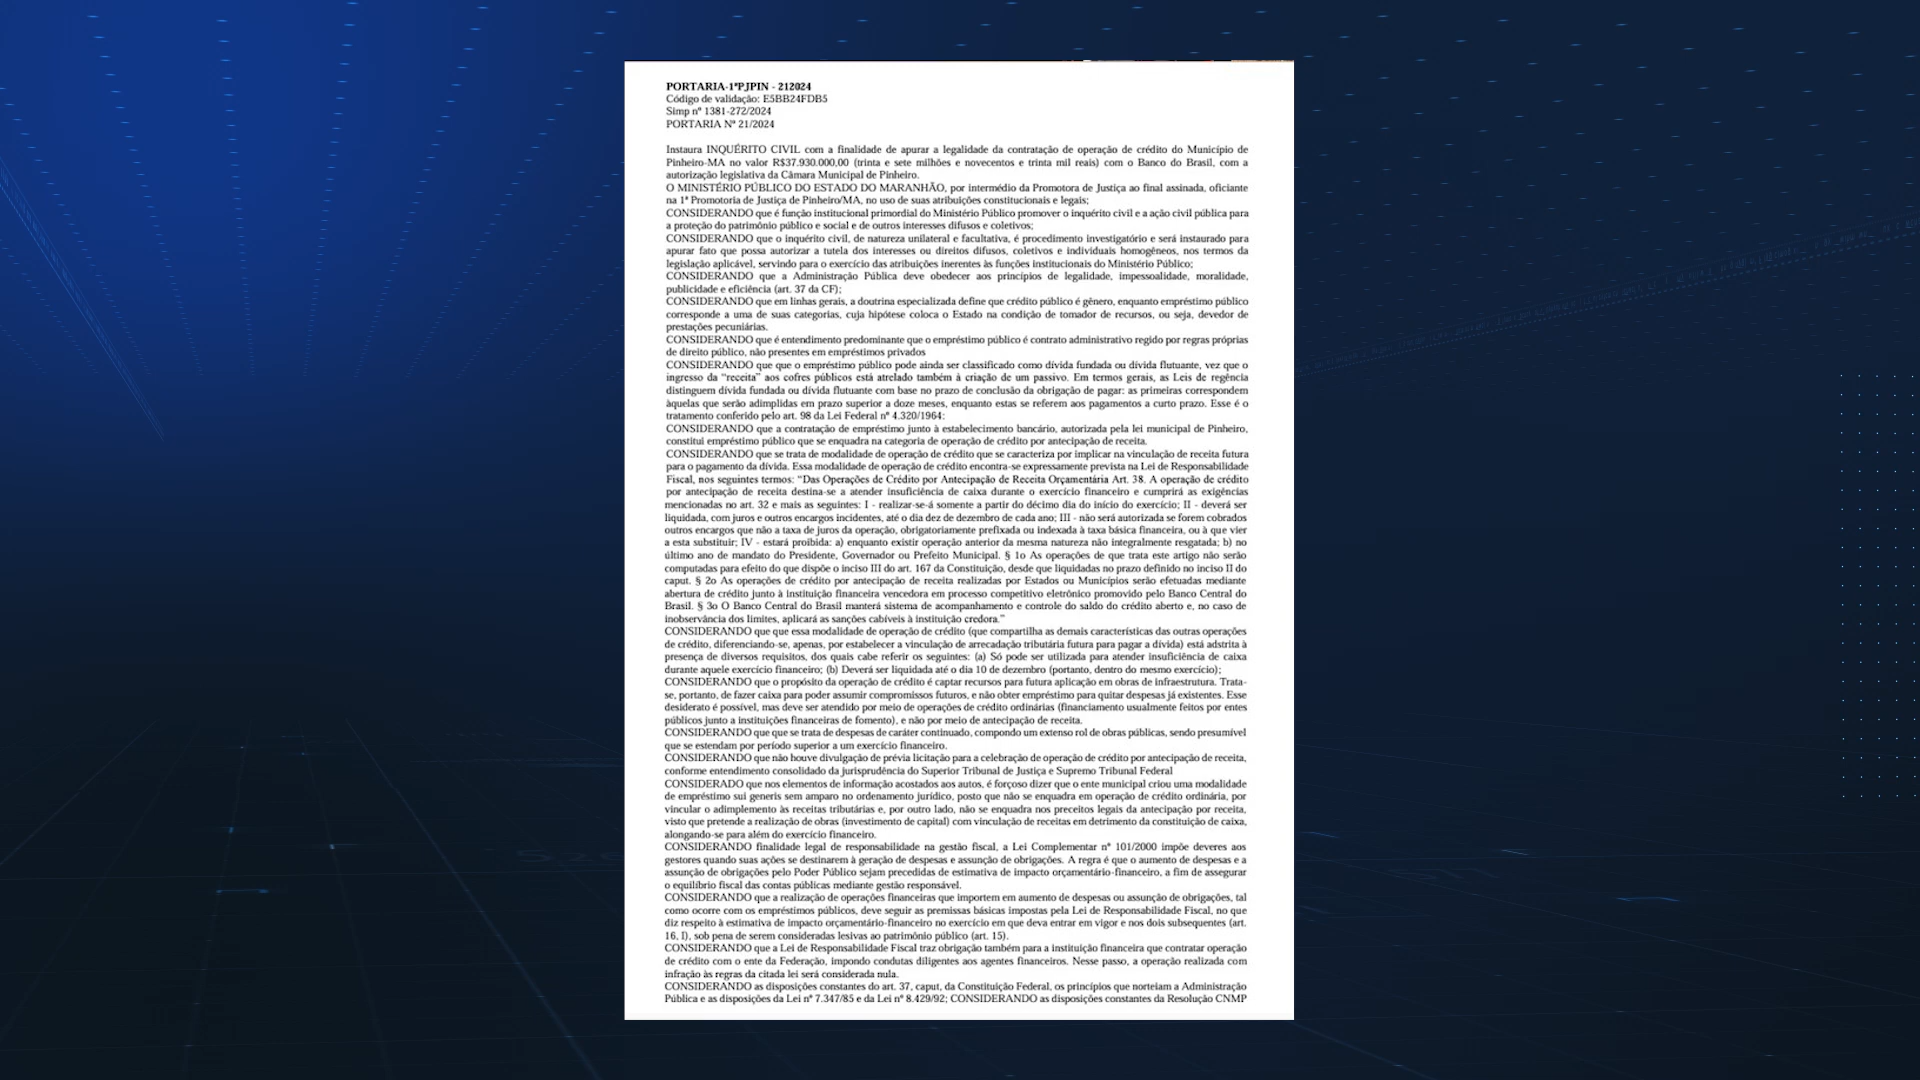 PORTARIA-1ªPJPIN - 212024
Código de validação: E5BB24FDB5
Simp nº 1381-272/2024
PORTARIA Nº 21/2024
Instaura INQUÉRITO CIVIL com a finalidade de apurar a legalidade da contratação de operação de crédito do Município de
Pinheiro-MA no valor R$37.930.000,00 (trinta e sete milhões e novecentos e trinta mil reais) com o Banco do Brasil, com a
autorização legislativa da Câmara Municipal de Pinheiro.
O MINISTÉRIO PÚBLICO DO ESTADO DO MARANHÃO, por intermédio da Promotora de Justiça ao final assinada, oficiante
na 1ª Promotoria de Justiça de Pinheiro/MA, no uso de suas atribuições constitucionais e legais;
CONSIDERANDO que é função institucional primordial do Ministério Público promover o inquérito civil e a ação civil pública para
a proteção do patrimônio público e social e de outros interesses difusos e coletivos;
CONSIDERANDO que o inquérito civil, de natureza unilateral e facultativa, é procedimento investigatório e será instaurado para
apurar fato que possa autorizar a tutela dos interesses ou direitos difusos, coletivos e individuais homogêneos, nos termos da
legislação aplicável, servindo para o exercício das atribuições inerentes às funções institucionais do Ministério Público;
CONSIDERANDO que a Administração Pública deve obedecer aos princípios de legalidade, impessoalidade, moralidade,
publicidade e eficiência (art. 37 da CF);
CONSIDERANDO que em linhas gerais, a doutrina especializada define que crédito público é gênero, enquanto empréstimo público
corresponde a uma de suas categorias, cuja hipótese coloca o Estado na condição de tomador de recursos, ou seja, devedor de
prestações pecuniárias.
CONSIDERANDO que é entendimento predominante que o empréstimo público é contrato administrativo regido por regras próprias
de direito público, não presentes em empréstimos privados
CONSIDERANDO que que o empréstimo público pode ainda ser classificado como dívida fundada ou dívida flutuante, vez que o
ingresso da “receita” aos cofres públicos está atrelado também à criação de um passivo. Em termos gerais, as Leis de regência
distinguem dívida fundada ou dívida flutuante com base no prazo de conclusão da obrigação de pagar: as primeiras correspondem
àquelas que serão adimplidas em prazo superior a doze meses, enquanto estas se referem aos pagamentos a curto prazo. Esse é o
tratamento conferido pelo art. 98 da Lei Federal nº 4.320/1964:
CONSIDERANDO que a contratação de empréstimo junto à estabelecimento bancário, autorizada pela lei municipal de Pinheiro,
constitui empréstimo público que se enquadra na categoria de operação de crédito por antecipação de receita.
CONSIDERANDO que se trata de modalidade de operação de crédito que se caracteriza por implicar na vinculação de receita futura
para o pagamento da dívida. Essa modalidade de operação de crédito encontra-se expressamente prevista na Lei de Responsabilidade
Fiscal, nos seguintes termos: “Das Operações de Crédito por Antecipação de Receita Orçamentária Art. 38. A operação de crédito
por antecipação de receita destina-se a atender insuficiência de caixa durante o exercício financeiro e cumprirá as exigências
mencionadas no art. 32 e mais as seguintes: I - realizar-se-á somente a partir do décimo dia do início do exercício; II - deverá ser
liquidada, com juros e outros encargos incidentes, até o dia dez de dezembro de cada ano; III - não será autorizada se forem cobrados
outros encargos que não a taxa de juros da operação, obrigatoriamente prefixada ou indexada à taxa básica financeira, ou à que vier
a esta substituir; IV - estará proibida: a) enquanto existir operação anterior da mesma natureza não integralmente resgatada; b) no
último ano de mandato do Presidente, Governador ou Prefeito Municipal. § 1o As operações de que trata este artigo não serão
computadas para efeito do que dispõe o inciso III do art. 167 da Constituição, desde que liquidadas no prazo definido no inciso II do
caput. § 2o As operações de crédito por antecipação de receita realizadas por Estados ou Municípios serão efetuadas mediante
abertura de crédito junto à instituição financeira vencedora em processo competitivo eletrônico promovido pelo Banco Central do
Brasil. § 3o O Banco Central do Brasil manterá sistema de acompanhamento e controle do saldo do crédito aberto e, no caso de
inobservância dos limites, aplicará as sanções cabíveis à instituição credora.”
CONSIDERANDO que que essa modalidade de operação de crédito (que compartilha as demais características das outras operações
de crédito, diferenciando-se, apenas, por estabelecer a vinculação de arrecadação tributária futura para pagar a dívida) está adstrita à
presença de diversos requisitos, dos quais cabe referir os seguintes: (a) Só pode ser utilizada para atender insuficiência de caixa
durante aquele exercício financeiro; (b) Deverá ser liquidada até o dia 10 de dezembro (portanto, dentro do mesmo exercício);
CONSIDERANDO que o propósito da operação de crédito é captar recursos para futura aplicação em obras de infraestrutura. Trata-
se, portanto, de fazer caixa para poder assumir compromissos futuros, e não obter empréstimo para quitar despesas já existentes. Esse
desiderato é possível, mas deve ser atendido por meio de operações de crédito ordinárias (financiamento usualmente feitos por entes
públicos junto a instituições financeiras de fomento), e não por meio de antecipação de receita.
CONSIDERANDO que que se trata de despesas de caráter continuado, compondo um extenso rol de obras públicas, sendo presumível
que se estendam por período superior a um exercício financeiro.
CONSIDERANDO que não houve divulgação de prévia licitação para a celebração de operação de crédito por antecipação de receita,
conforme entendimento consolidado da jurisprudência do Superior Tribunal de Justiça e Supremo Tribunal Federal
CONSIDERADO que nos elementos de informação acostados aos autos, é forçoso dizer que o ente municipal criou uma modalidade
de empréstimo sui generis sem amparo no ordenamento jurídico, posto que não se enquadra em operação de crédito ordinária, por
vincular o adimplemento às receitas tributárias e, por outro lado, não se enquadra nos preceitos legais da antecipação por receita,
visto que pretende a realização de obras (investimento de capital) com vinculação de receitas em detrimento da constituição de caixa,
alongando-se para além do exercício financeiro.
CONSIDERANDO finalidade legal de responsabilidade na gestão fiscal, a Lei Complementar nº 101/2000 impõe deveres aos
gestores quando suas ações se destinarem à geração de despesas e assunção de obrigações. A regra é que o aumento de despesas e a
assunção de obrigações pelo Poder Público sejam precedidas de estimativa de impacto orçamentário-financeiro, a fim de assegurar
o equilíbrio fiscal das contas públicas mediante gestão responsável.
CONSIDERANDO que a realização de operações financeiras que importem em aumento de despesas ou assunção de obrigações, tal
como ocorre com os empréstimos públicos, deve seguir as premissas básicas impostas pela Lei de Responsabilidade Fiscal, no que
diz respeito à estimativa de impacto orçamentário-financeiro no exercício em que deva entrar em vigor e nos dois subsequentes (art.
16, I), sob pena de serem consideradas lesivas ao patrimônio público (art. 15).
CONSIDERANDO que a Lei de Responsabilidade Fiscal traz obrigação também para a instituição financeira que contratar operação
de crédito com o ente da Federação, impondo condutas diligentes aos agentes financeiros. Nesse passo, a operação realizada com
infração às regras da citada lei será considerada nula.
CONSIDERANDO as disposições constantes do art. 37, caput, da Constituição Federal, os princípios que norteiam a Administração
Pública e as disposições da Lei nº 7.347/85 e da Lei nº 8.429/92; CONSIDERANDO as disposições constantes da Resolução CNMP